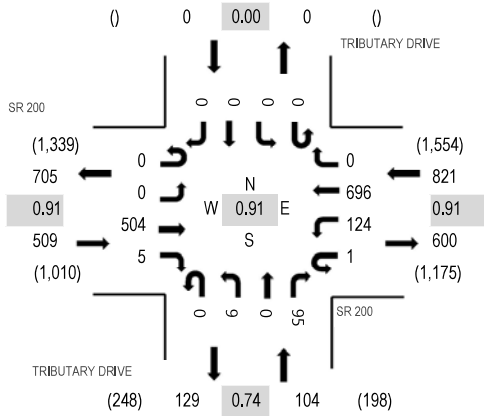 () 0 0.00 0 ()
TRIBUTARY DRIVE
SR 200
0 0 0 0
(1,339) (1,554)
705 0 0 821
0 N 696
0.91 W 0.91 E 0.91
504 124
509 S 600
5 1
(1,010) (1,175)
0 9 0 95
SR 200
TRIBUTARY DRIVE
(248) 129 0.74 104 (198)